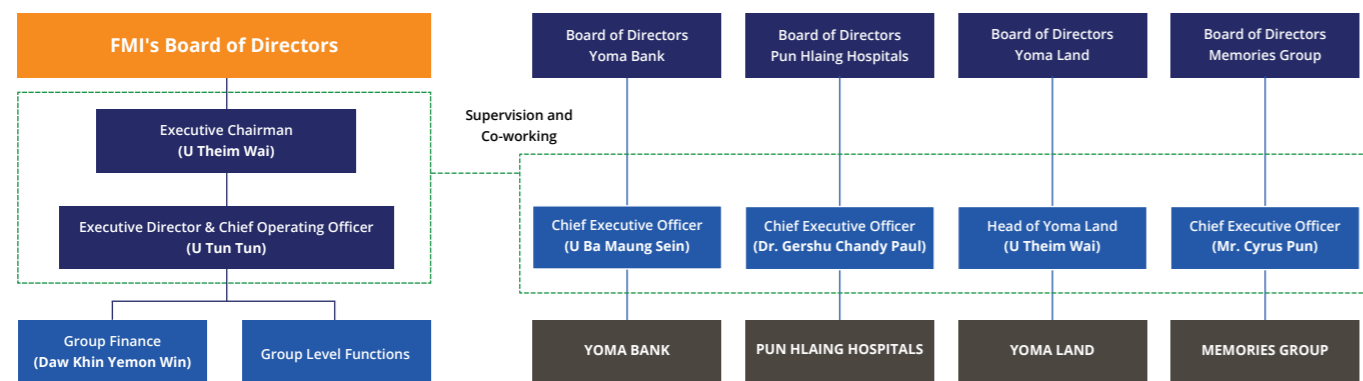 FMI's Board of Directors
Executive Chairman
(U Theim Wai)
Executive Director & Chief Operating Officer
(U Tun Tun)
Group Finance
(Daw Khin Yemon Win)
Group Level Functions
Supervision and
Co-working
Board of Directors
Yoma Bank
Chief Executive Officer
(U Ba Maung Sein)
YOMA BANK
Board of Directors
Pun Hlaing Hospitals
Chief Executive Officer
(Dr. Gershu Chandy Paul)
PUN HLAING HOSPITALS
Board of Directors
Yoma Land
Head of Yoma Land
(U Theim Wai)
YOMA LAND
Board of Directors
Memories Group
Chief Executive Officer
(Mr. Cyrus Pun)
MEMORIES GROUP